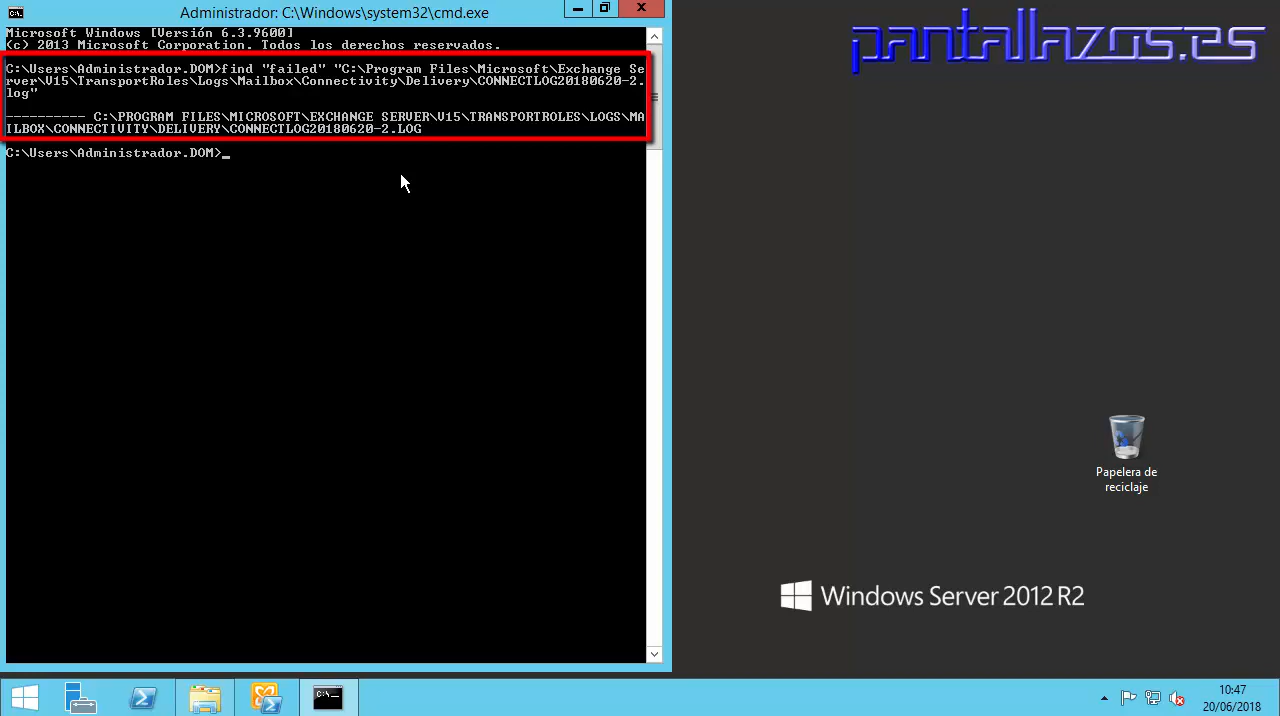 Administrador: C:\Windows\system32\cmd.exe
pantallazos.es
Microsoft Windows [Versión 6.3.9600]
(c) 2013 Microsoft Corporation. Todos los derechos reservados.
C:\Users\Administrador.DOM>find "failed" "C:\Program Files\Microsoft\Exchange Se
rver\V15\TransportRoles\Logs\Mailbox\Connectivity\Delivery\CONNECTLOG20180620-2.
log"
---------- C:\PROGRAM FILES\MICROSOFT\EXCHANGE SERVER\V15\TRANSPORTROLES\LOGS\MA
ILBOX\CONNECTIVITY\DELIVERY\CONNECTLOG20180620-2.LOG
C:\Users\Administrador.DOM>_
Papelera de
reciclaje
Windows Server 2012 R2
10:47
20/06/2018